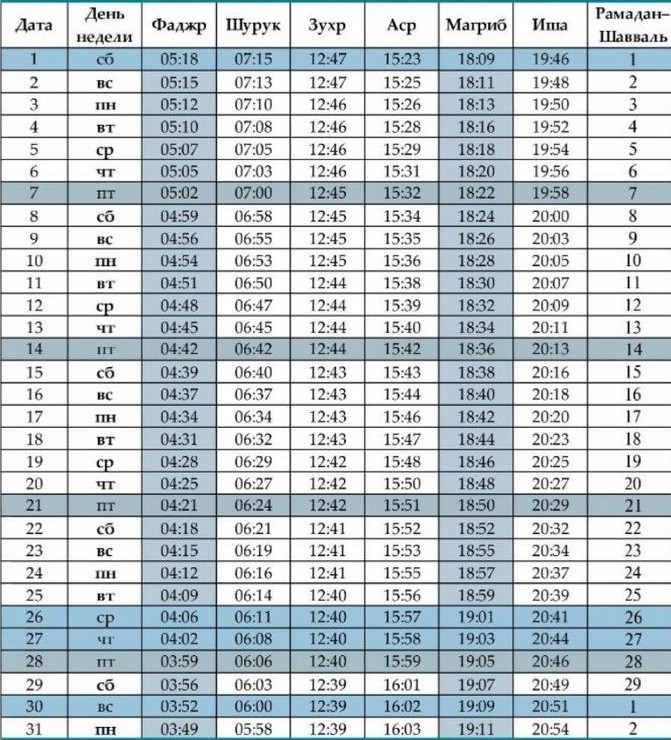 Дата День недели Фаджр Шурук Зухр Аср Магриб Иша Рамадан–Шавваль
1 сб 05:18 07:15 12:47 15:23 18:09 19:46 1
2 вс 05:15 07:13 12:47 15:25 18:11 19:48 2
3 пн 05:12 07:10 12:46 15:26 18:13 19:50 3
4 вт 05:10 07:08 12:46 15:28 18:16 19:52 4
5 ср 05:07 07:05 12:46 15:29 18:18 19:54 5
6 чт 05:05 07:03 12:46 15:31 18:20 19:56 6
7 пт 05:02 07:00 12:45 15:32 18:22 19:58 7
8 сб 04:59 06:58 12:45 15:34 18:24 20:00 8
9 вс 04:56 06:55 12:45 15:35 18:26 20:03 9
10 пн 04:54 06:53 12:45 15:36 18:28 20:05 10
11 вт 04:51 06:50 12:44 15:38 18:30 20:07 11
12 ср 04:48 06:47 12:44 15:39 18:32 20:09 12
13 чт 04:45 06:45 12:44 15:40 18:34 20:11 13
14 пт 04:42 06:42 12:44 15:42 18:36 20:13 14
15 сб 04:39 06:40 12:43 15:43 18:38 20:16 15
16 вс 04:37 06:37 12:43 15:44 18:40 20:18 16
17 пн 04:34 06:34 12:43 15:46 18:42 20:20 17
18 вт 04:31 06:32 12:43 15:47 18:44 20:23 18
19 ср 04:28 06:29 12:42 15:48 18:46 20:25 19
20 чт 04:25 06:27 12:42 15:50 18:48 20:27 20
21 пт 04:21 06:24 12:42 15:51 18:50 20:29 21
22 сб 04:18 06:21 12:41 15:52 18:52 20:32 22
23 вс 04:15 06:19 12:41 15:53 18:55 20:34 23
24 пн 04:12 06:16 12:41 15:55 18:57 20:37 24
25 вт 04:09 06:14 12:40 15:56 18:59 20:39 25
26 ср 04:06 06:11 12:40 15:57 19:01 20:41 26
27 чт 04:02 06:08 12:40 15:58 19:03 20:44 27
28 пт 03:59 06:06 12:40 15:59 19:05 20:46 28
29 сб 03:56 06:03 12:39 16:01 19:07 20:49 29
30 вс 03:52 06:00 12:39 16:02 19:09 20:51 1
31 пн 03:49 05:58 12:39 16:03 19:11 20:54 2